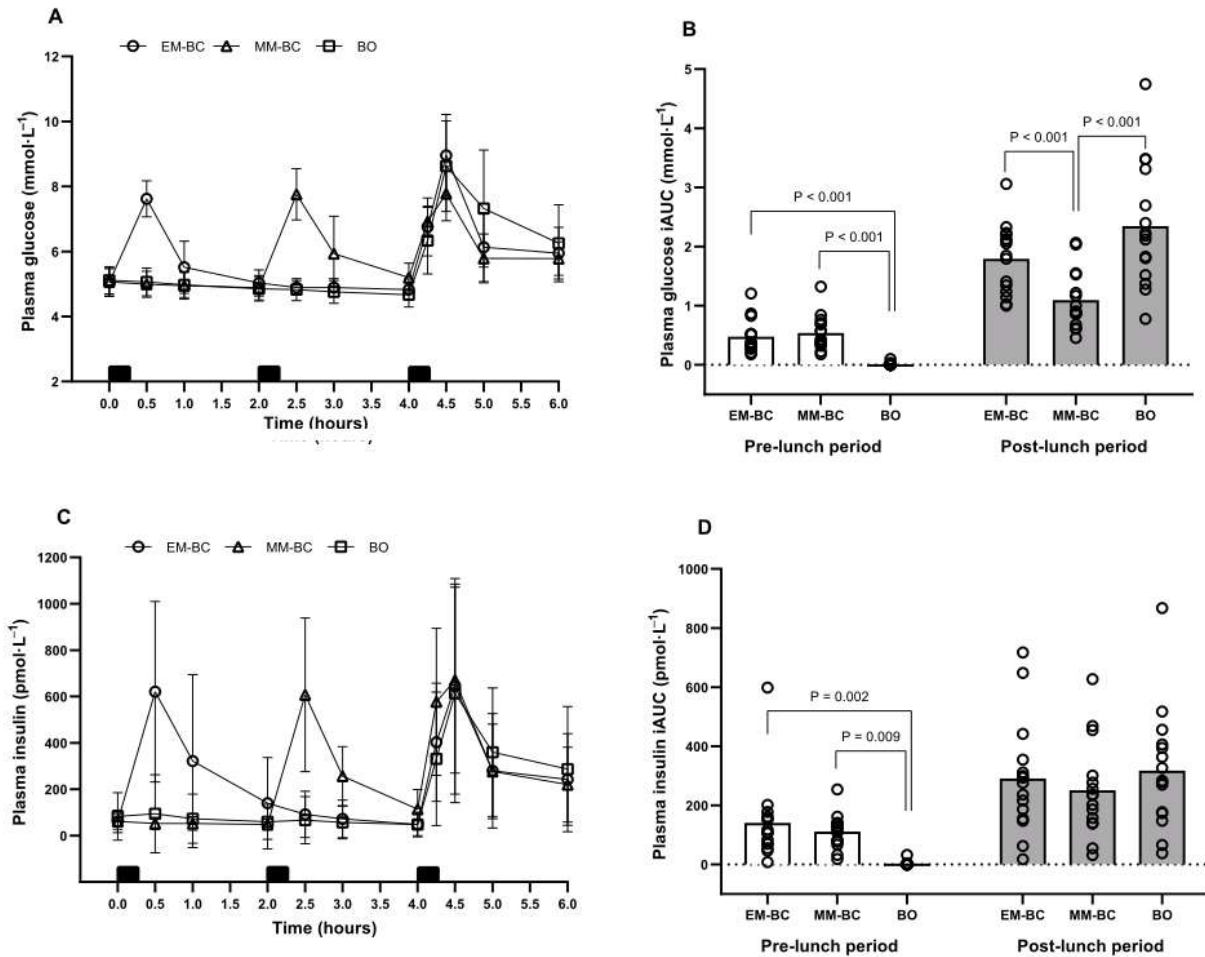 A
EM-BC MM-BC BO
Plasma glucose (mmol·L⁻¹)
12
10
8
6
4
2
0.0 0.5 1.0 1.5 2.0 2.5 3.0 3.5 4.0 4.5 5.0 5.5 6.0
Time (hours)
Time (hours)
B
Plasma glucose iAUC (mmol·L⁻¹)
5
4
3
2
1
0
P < 0.001
P < 0.001
P < 0.001
P < 0.001
EM-BC MM-BC BO EM-BC MM-BC BO
Pre-lunch period Post-lunch period
C
EM-BC MM-BC BO
Plasma insulin (pmol·L⁻¹)
1200
1000
800
600
400
200
0
0.0 0.5 1.0 1.5 2.0 2.5 3.0 3.5 4.0 4.5 5.0 5.5 6.0
Time (hours)
D
Plasma insulin iAUC (pmol·L⁻¹)
1000
800
600
400
200
0
P = 0.002
P = 0.009
EM-BC MM-BC BO EM-BC MM-BC BO
Pre-lunch period Post-lunch period